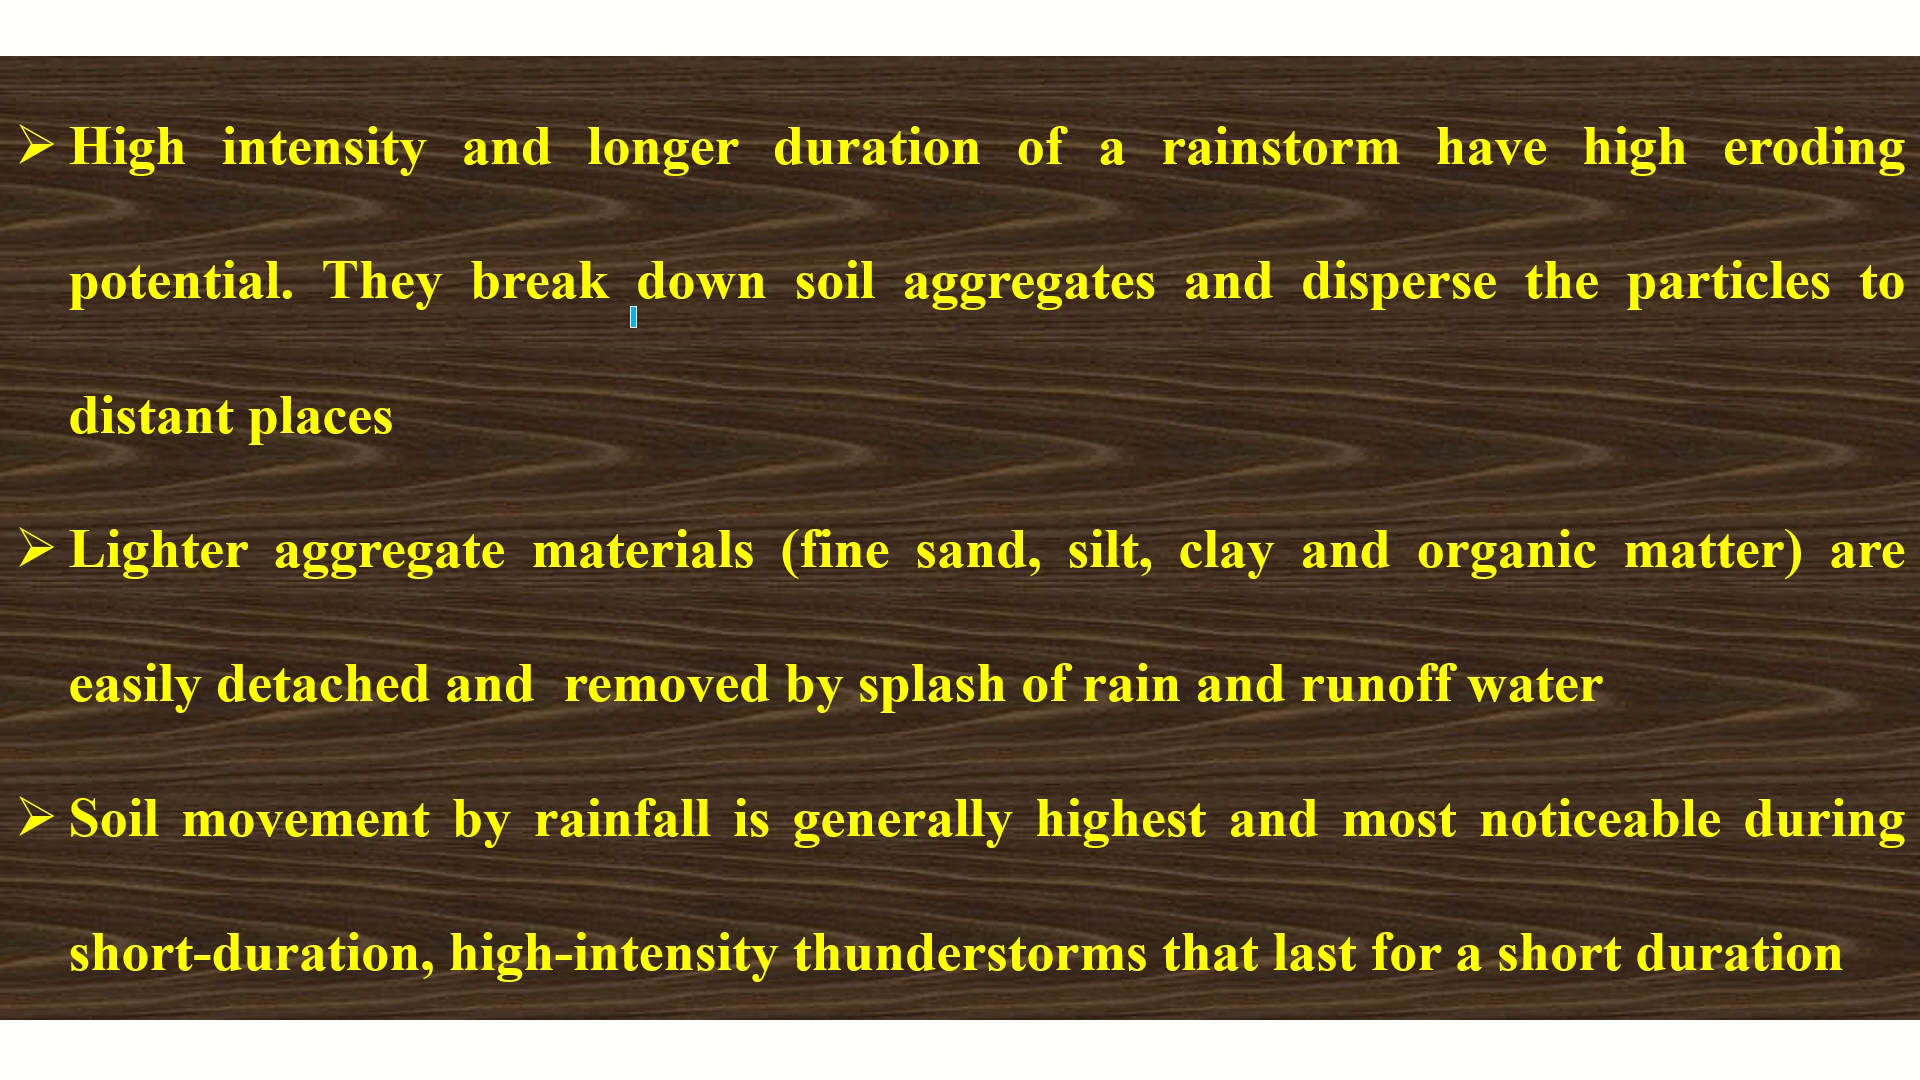 ➢ High intensity and longer duration of a rainstorm have high eroding
potential. They break down soil aggregates and disperse the particles to
distant places
➢ Lighter aggregate materials (fine sand, silt, clay and organic matter) are
easily detached and  removed by splash of rain and runoff water
➢ Soil movement by rainfall is generally highest and most noticeable during
short-duration, high-intensity thunderstorms that last for a short duration